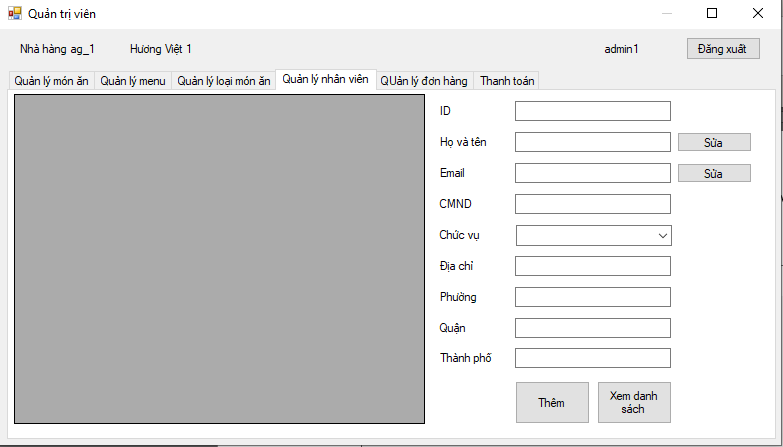 Quản trị viên
Nhà hàng ag_1 Hương Việt 1 admin1 Đăng xuất
Quản lý món ăn Quản lý menu Quản lý loại món ăn Quản lý nhân viên QUản lý đơn hàng Thanh toán
ID
Họ và tên Sửa
Email Sửa
CMND
Chức vụ
Địa chỉ
Phường
Quận
Thành phố
Thêm
Xem danh
sách